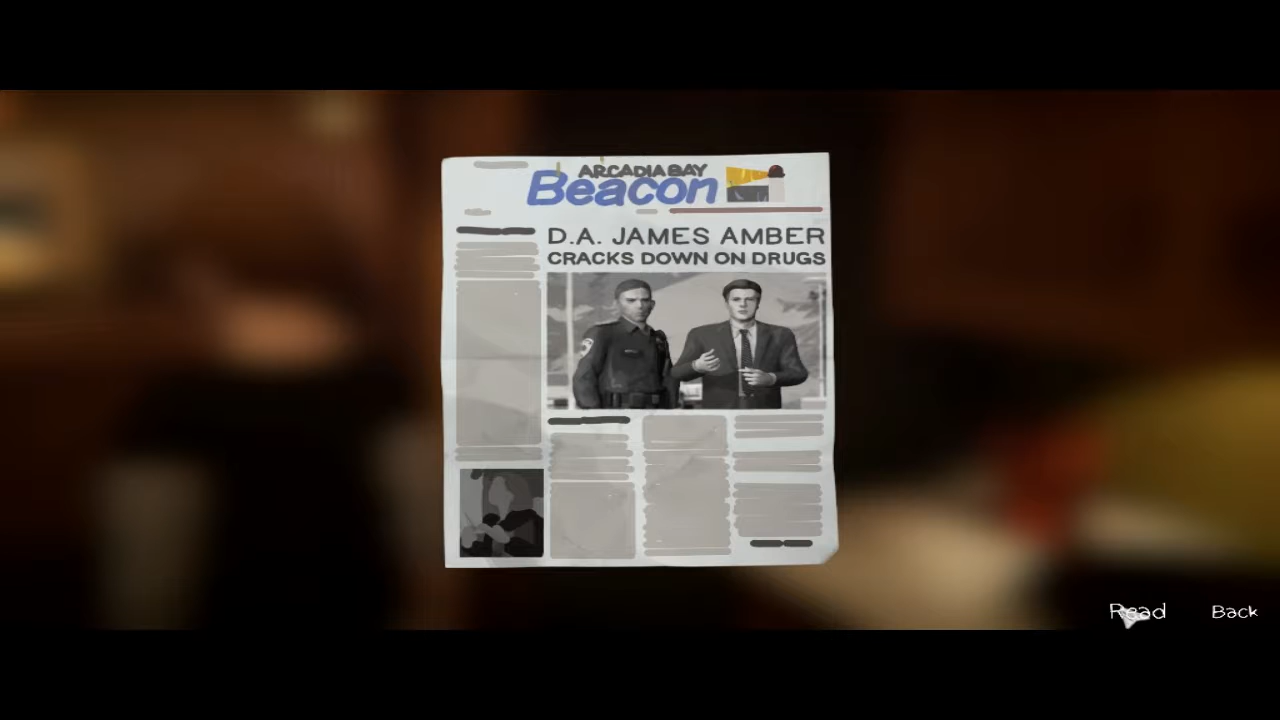 ARCADIA BAY
Beacon
D.A. JAMES AMBER
CRACKS DOWN ON DRUGS
Read
Back